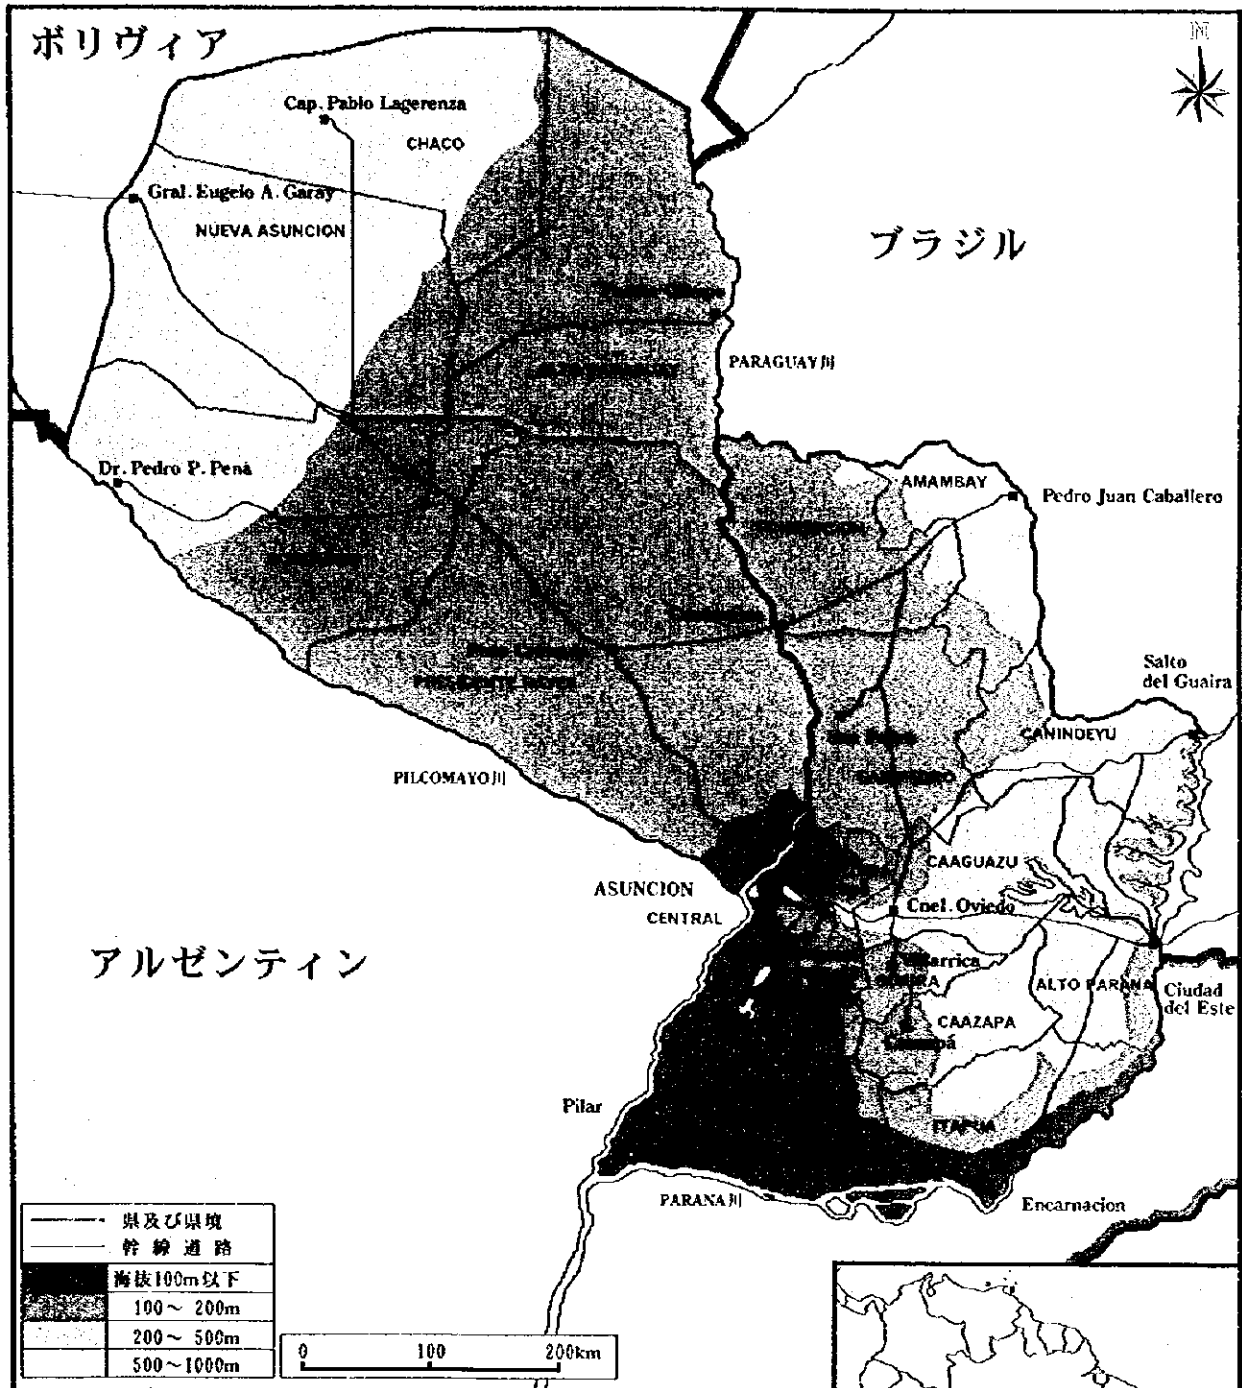 ボリヴィア
N
Cap. Pablo Lagerenza
CHACO
Gral. Eugelo A. Garay
NUEVA ASUNCION
ブラジル
PARAGUAY川
Dr. Pedro P. Pená
AMAMBAY
Pedro Juan Caballero
Salto
del Guaira
CANINDEYU
PILCOMAYO川
CAAGUAZU
ASUNCION
CENTRAL
Cnel. Oviedo
アルゼンティン
ALTO PARANA
Ciudad
del Este
CAAZAPA
Pilar
ITAPUA
PARANA川
Encarnacion
県及び県境
幹線道路
海抜100m以下
100～ 200m
200～ 500m
500～1000m
0 100 200km